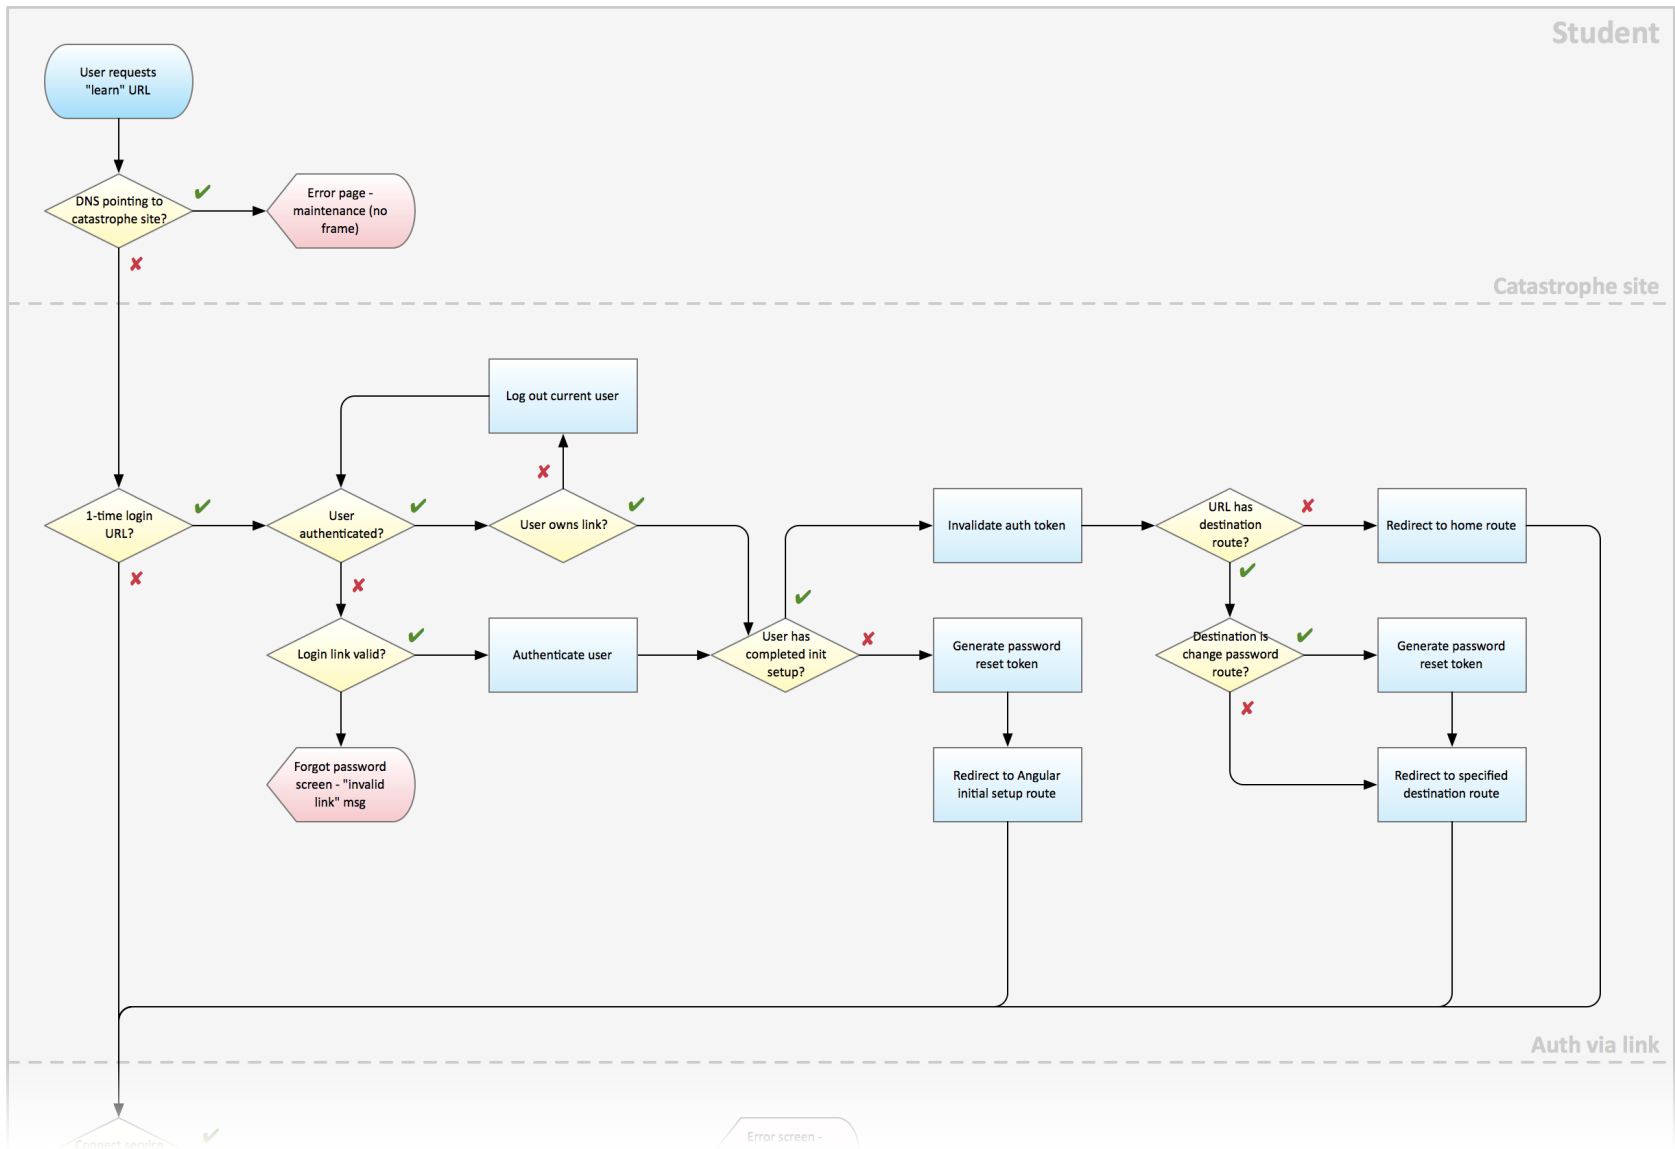 Student
User requests
"learn" URL
DNS pointing to
catastrophe site?
✔
Error page -
maintenance (no
frame)
✘
Catastrophe site
Log out current user
✘
1-time login
URL?
✔
User
authenticated?
✔
User owns link?
✔
Invalidate auth token
URL has
destination
route?
✘
Redirect to home route
✘
✘
✔
✔
Login link valid?
✔
Authenticate user
User has
completed init
setup?
✘
Generate password
reset token
Destination is
change password
route?
✔
Generate password
reset token
✘
Forgot password
screen - "invalid
link" msg
Redirect to Angular
initial setup route
Redirect to specified
destination route
Auth via link
Connect service
✔
Error screen -